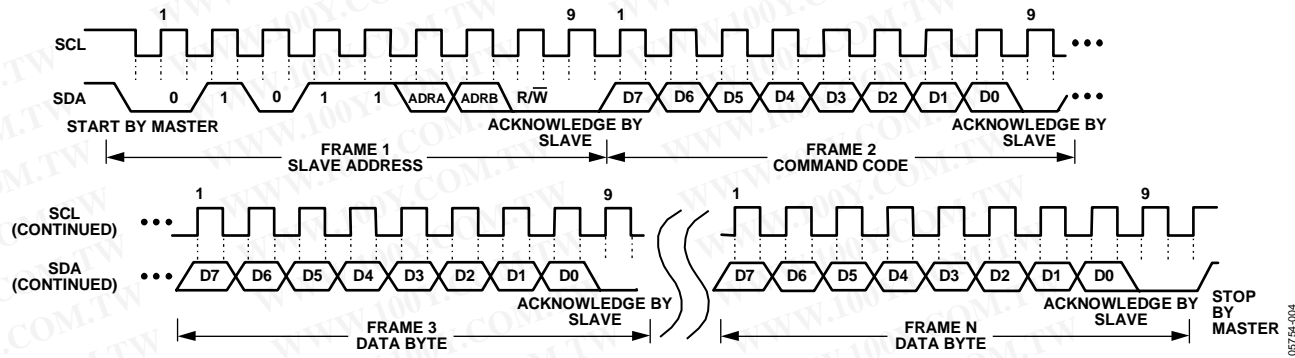 1 9 1 9
SCL
SDA 0 1 0 1 1 ADRA ADRB R/W̅ D7 D6 D5 D4 D3 D2 D1 D0
START BY MASTER
ACKNOWLEDGE BY
SLAVE
ACKNOWLEDGE BY
SLAVE
FRAME 1
SLAVE ADDRESS
FRAME 2
COMMAND CODE
1 9 1 9
SCL
(CONTINUED)
SDA
(CONTINUED)
D7 D6 D5 D4 D3 D2 D1 D0 D7 D6 D5 D4 D3 D2 D1 D0
ACKNOWLEDGE BY
SLAVE
ACKNOWLEDGE BY
SLAVE
STOP
BY
MASTER
FRAME 3
DATA BYTE
FRAME N
DATA BYTE
05754-004
WWW.100Y.COM.TW